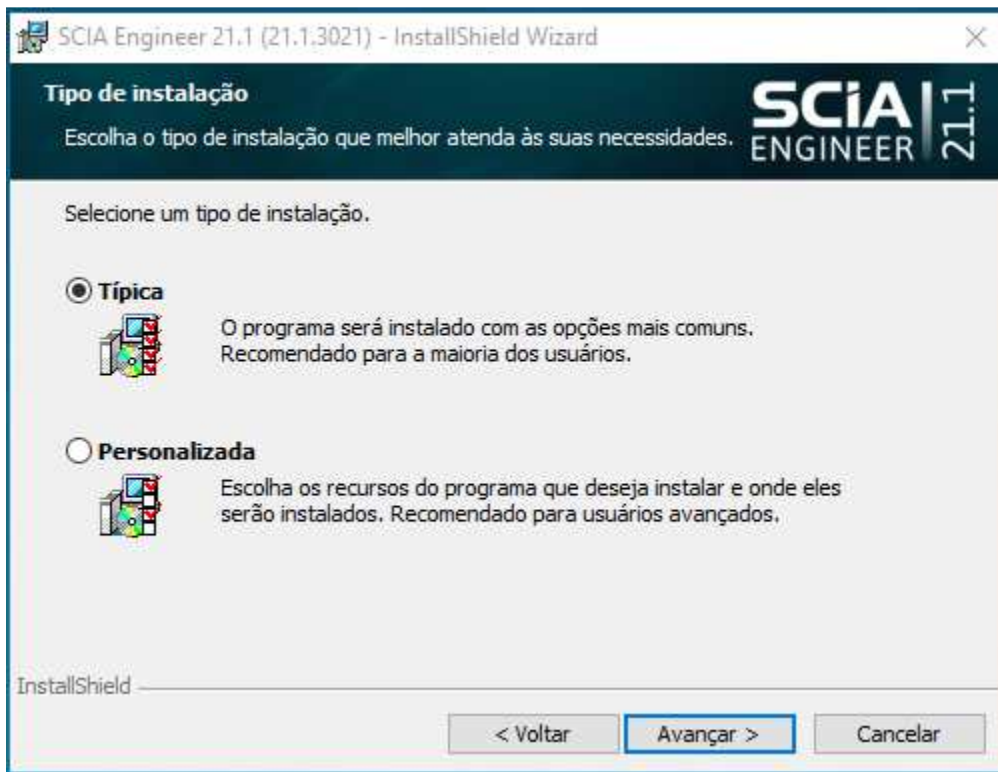 SCIA Engineer 21.1 (21.1.3021) - InstallShield Wizard
Tipo de instalação
Escolha o tipo de instalação que melhor atenda às suas necessidades.
SCiA
ENGINEER
21.1
Selecione um tipo de instalação.
Típica
O programa será instalado com as opções mais comuns.
Recomendado para a maioria dos usuários.
Personalizada
Escolha os recursos do programa que deseja instalar e onde eles
serão instalados. Recomendado para usuários avançados.
InstallShield
< Voltar
Avançar >
Cancelar